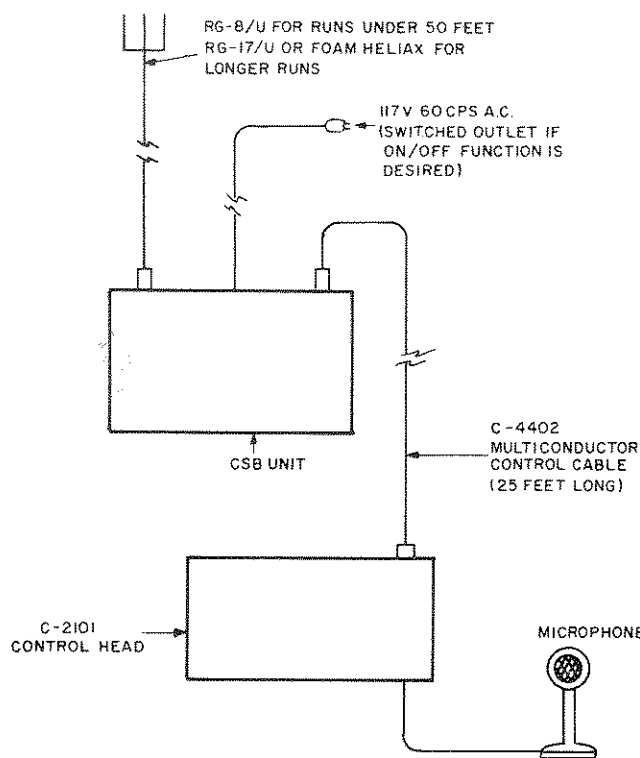 RG-8/U FOR RUNS UNDER 50 FEET
RG-17/U OR FOAM HELIAX FOR
LONGER RUNS
117V 60CPS A.C.
(SWITCHED OUTLET IF
ON/OFF FUNCTION IS
DESIRED)
CSB UNIT
C-4402
MULTICONDUCTOR
CONTROL CABLE
(25 FEET LONG)
C-2101
CONTROL HEAD
MICROPHONE